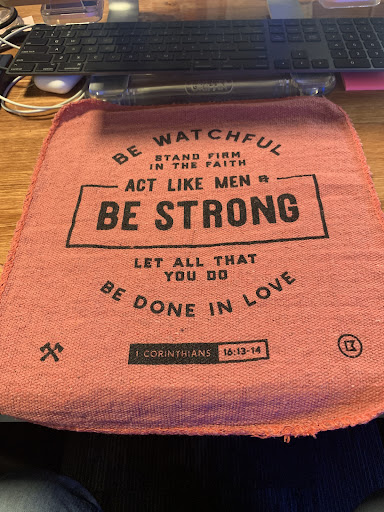 BE WATCHFUL
STAND FIRM
IN THE FAITH
ACT LIKE MEN &
BE STRONG
LET ALL THAT
YOU DO
BE DONE IN LOVE
1 CORINTHIANS 16:13-14